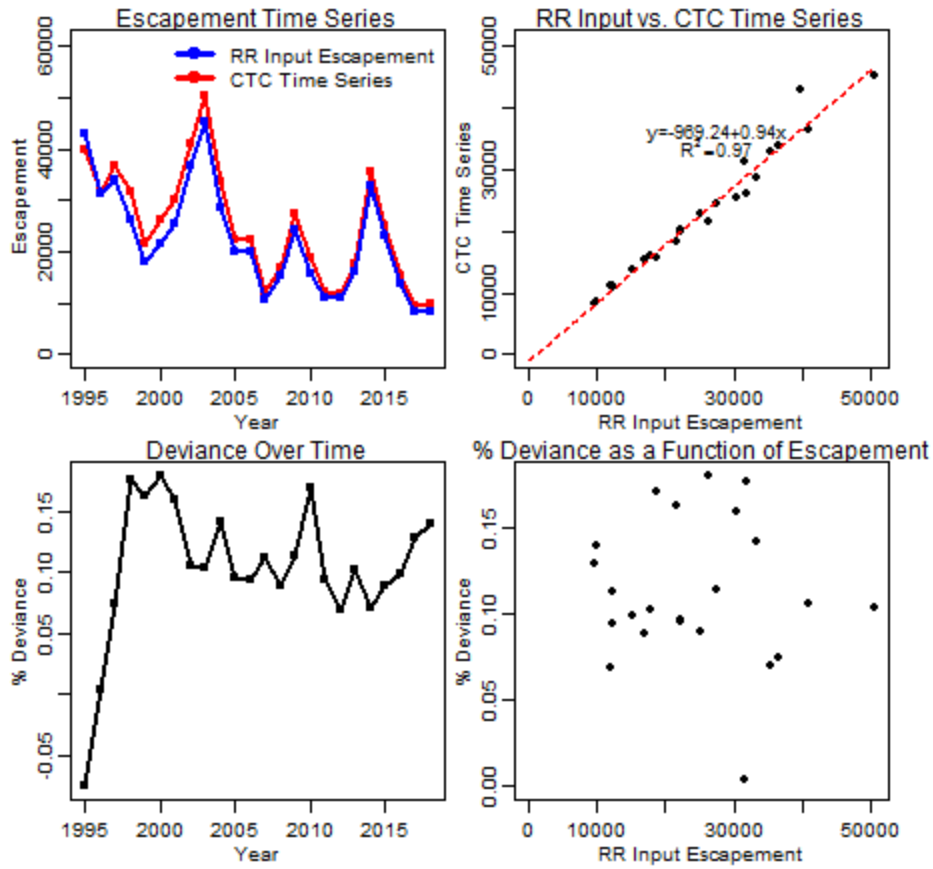 Escapement Time Series
RR Input Escapement
CTC Time Series
Escapement
0
20000
40000
60000
1995
2000
2005
2010
2015
Year
RR Input vs. CTC Time Series
y=-969.24+0.94x
R²=0.97
CTC Time Series
0
10000
30000
50000
0
10000
30000
50000
RR Input Escapement
Deviance Over Time
% Deviance
-0.05
0.05
0.10
0.15
1995
2000
2005
2010
2015
Year
% Deviance as a Function of Escapement
% Deviance
0.00
0.05
0.10
0.15
0
10000
30000
50000
RR Input Escapement